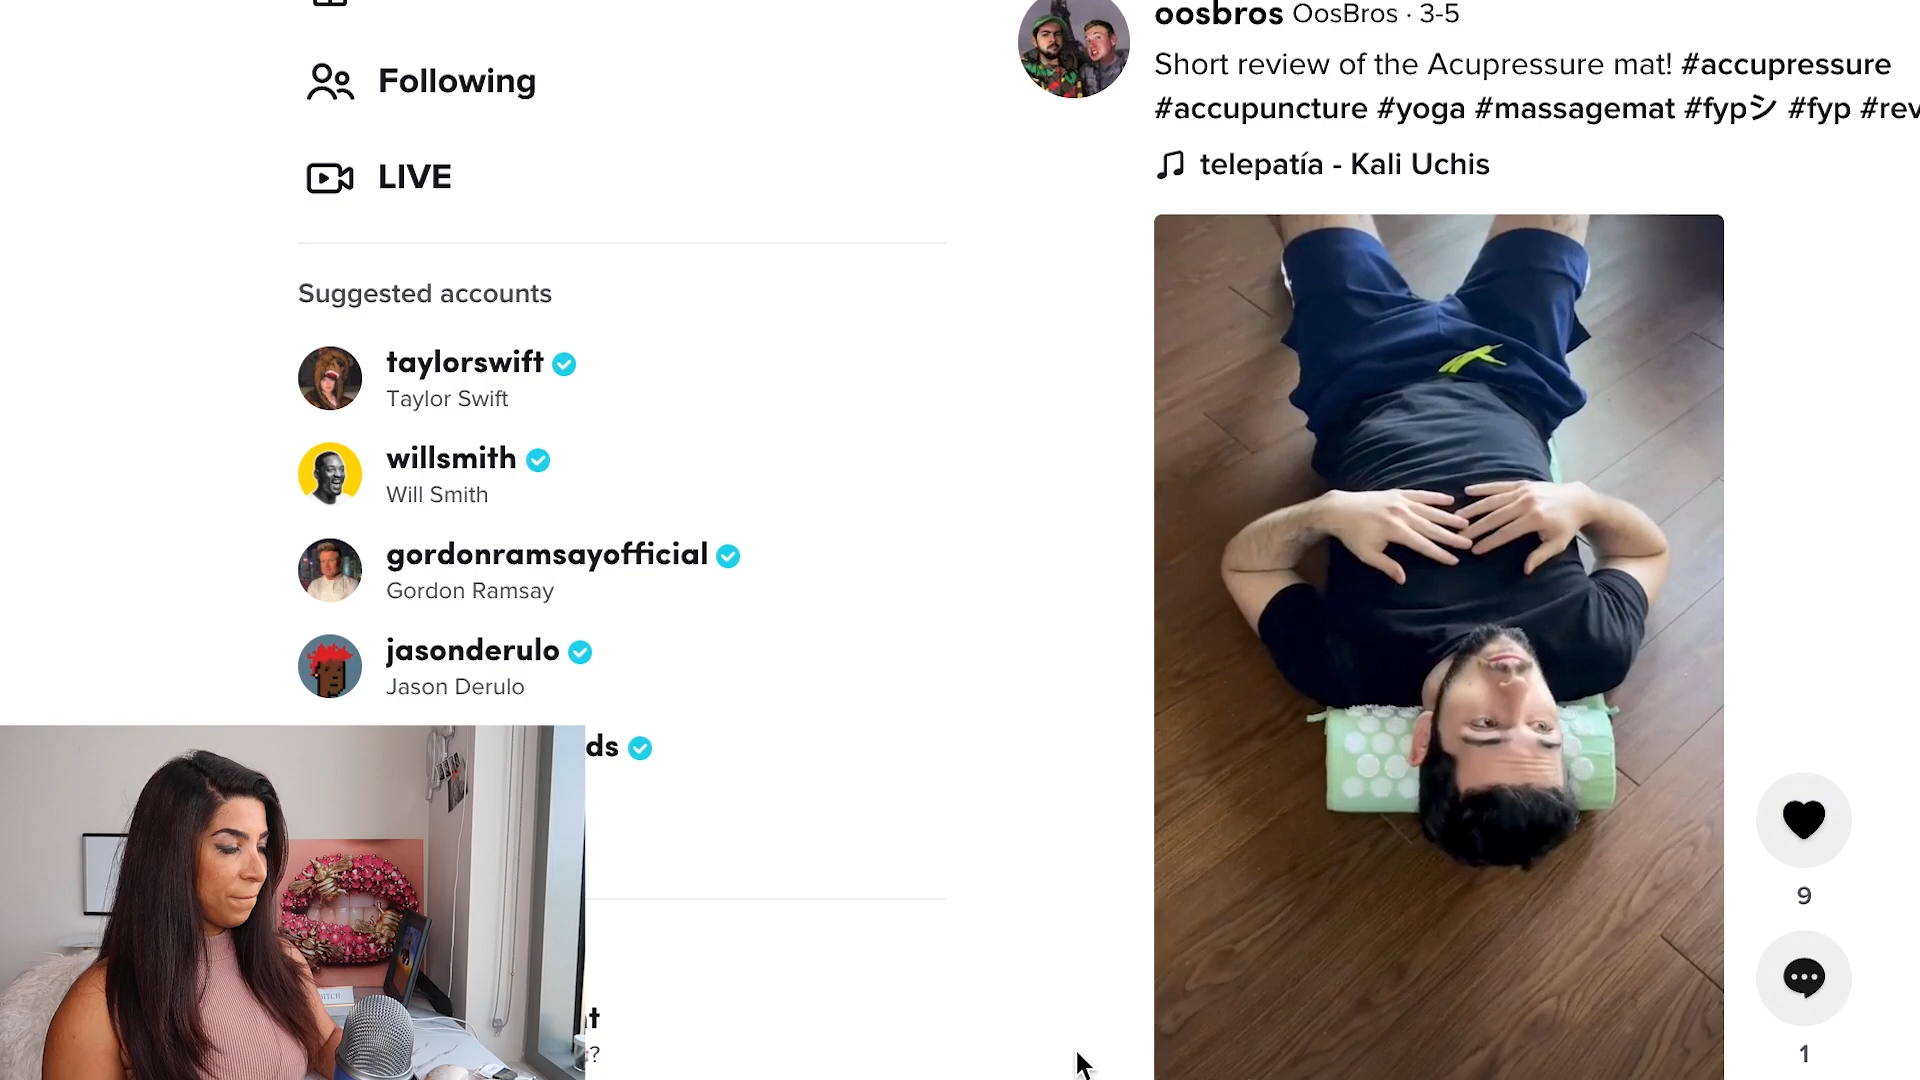 Following
LIVE
Suggested accounts
taylorswift
Taylor Swift
willsmith
Will Smith
gordonramsayofficial
Gordon Ramsay
jasonderulo
Jason Derulo
ds
t
?
oosbros OosBros · 3-5
Short review of the Acupressure mat! #accupressure
#accupuncture #yoga #massagemat #fypシ #fyp #rev
telepatía - Kali Uchis
9
1